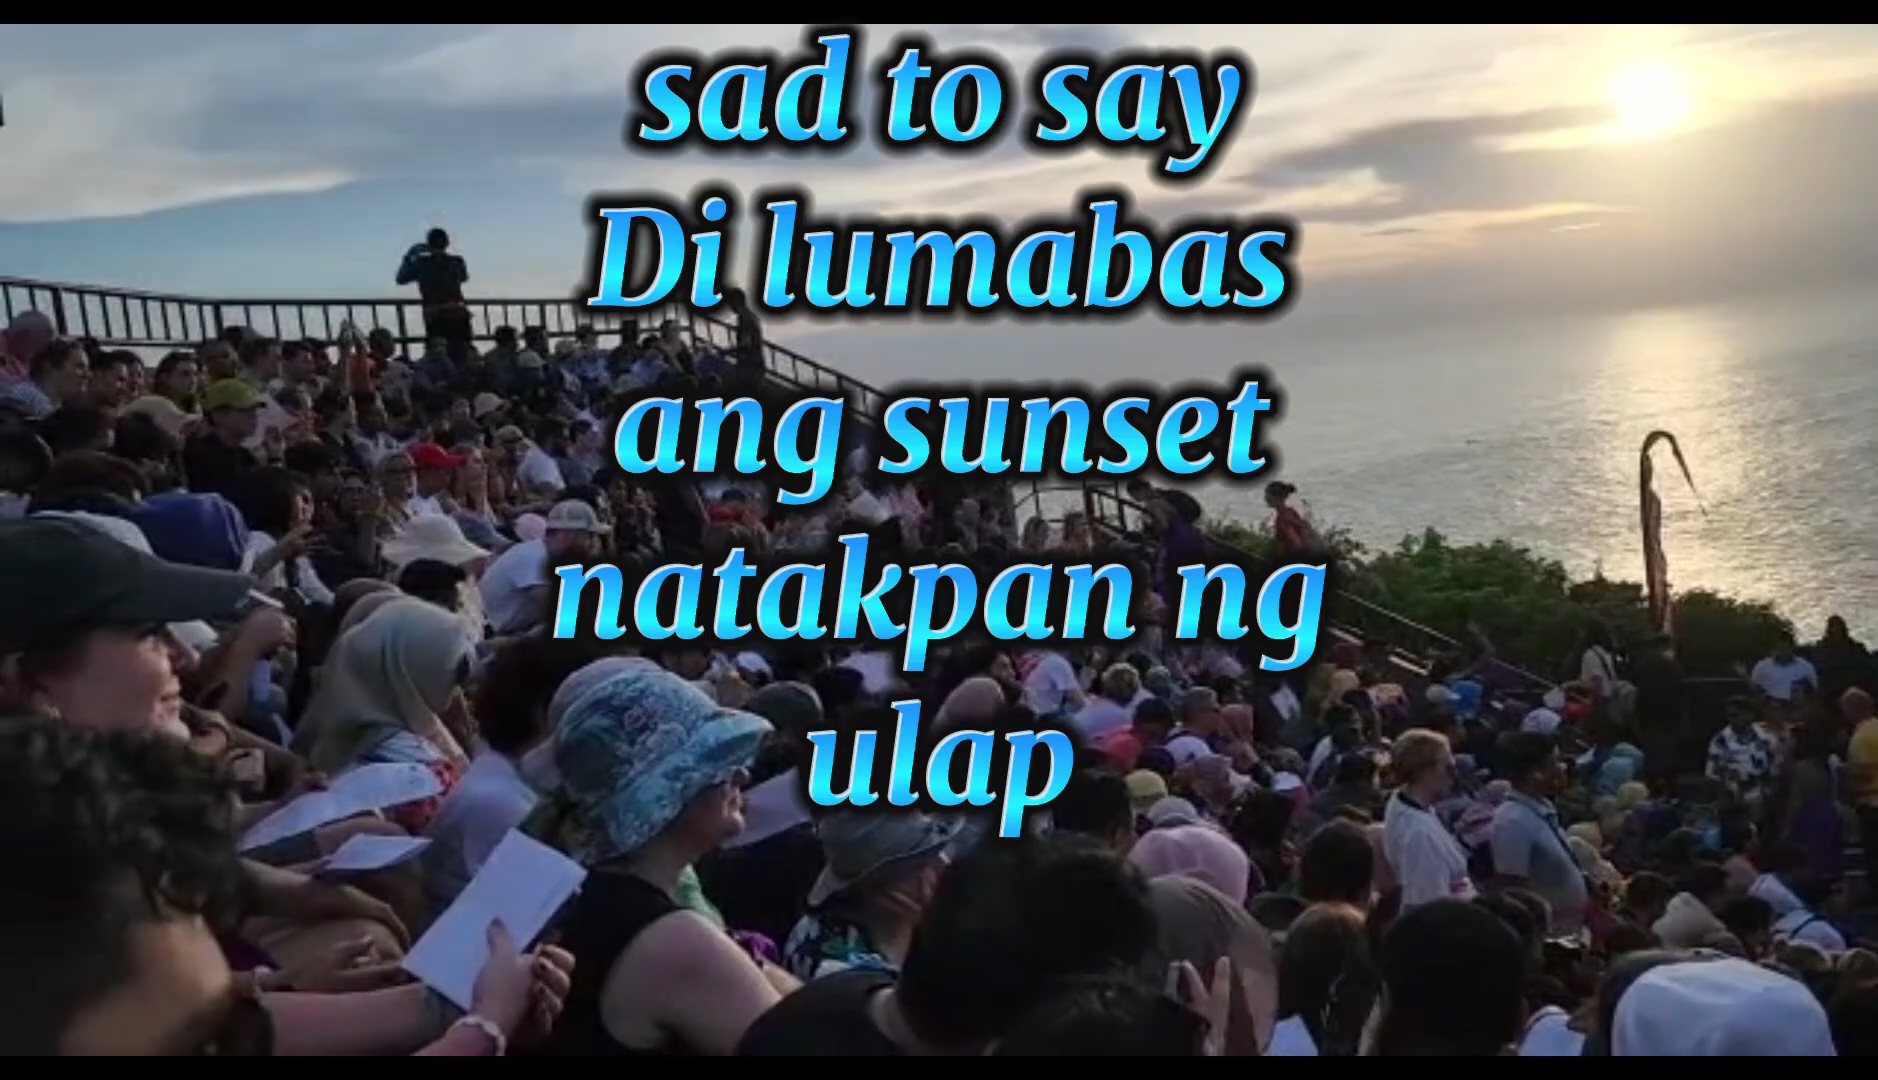 sad to say
Di lumabas
ang sunset
natakpan ng
ulap